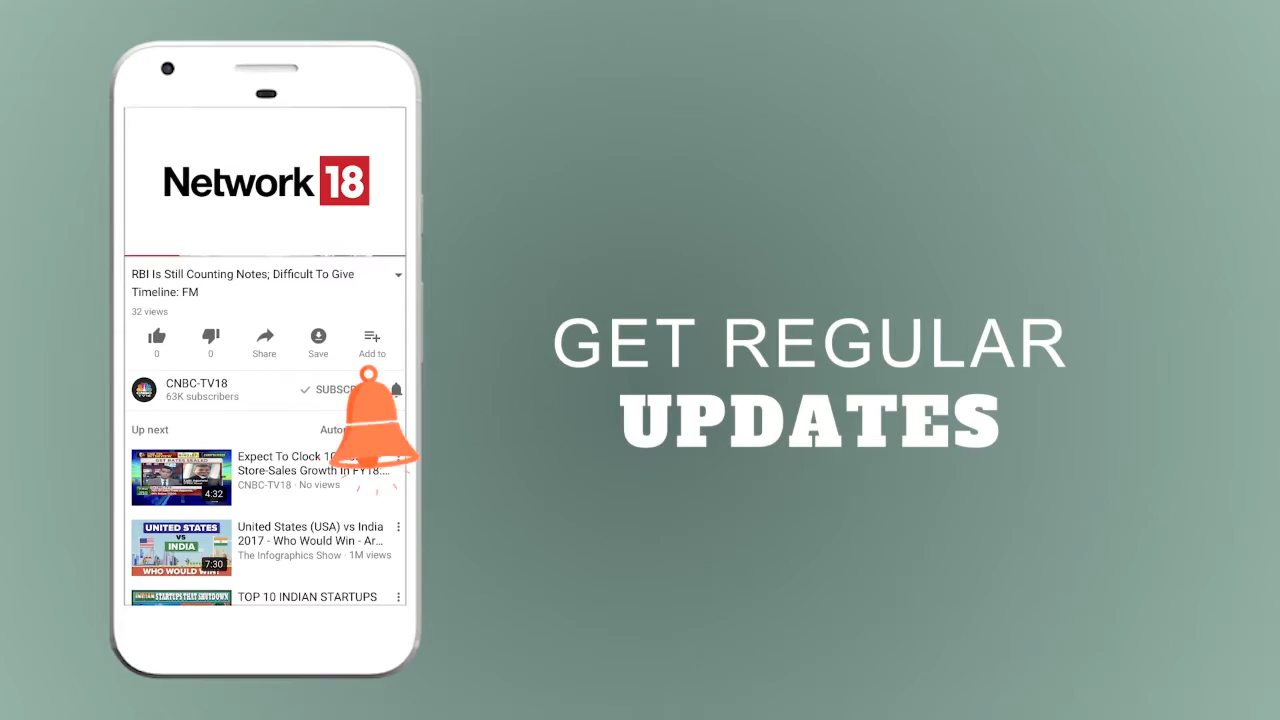 Network 18
RBI Is Still Counting Notes; Difficult To Give
Timeline: FM
32 views
0
0
Share
Save
Add to
CNBC-TV18
63K subscribers
Up next
Expect To Clock
Store-Sales Growth In FY18...
CNBC-TV18 · No views
4:32
UNITED STATES
VS
INDIA
WHO WOULD WIN?
7:30
United States (USA) vs India
2017 - Who Would Win - Ar...
The Infographics Show · 1M views
INDIAN STARTUPS THAT SHUTDOWN
TOP 10 INDIAN STARTUPS
GET REGULAR
UPDATES